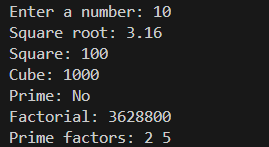 Enter a number: 10
Square root: 3.16
Square: 100
Cube: 1000
Prime: No
Factorial: 3628800
Prime factors: 2 5